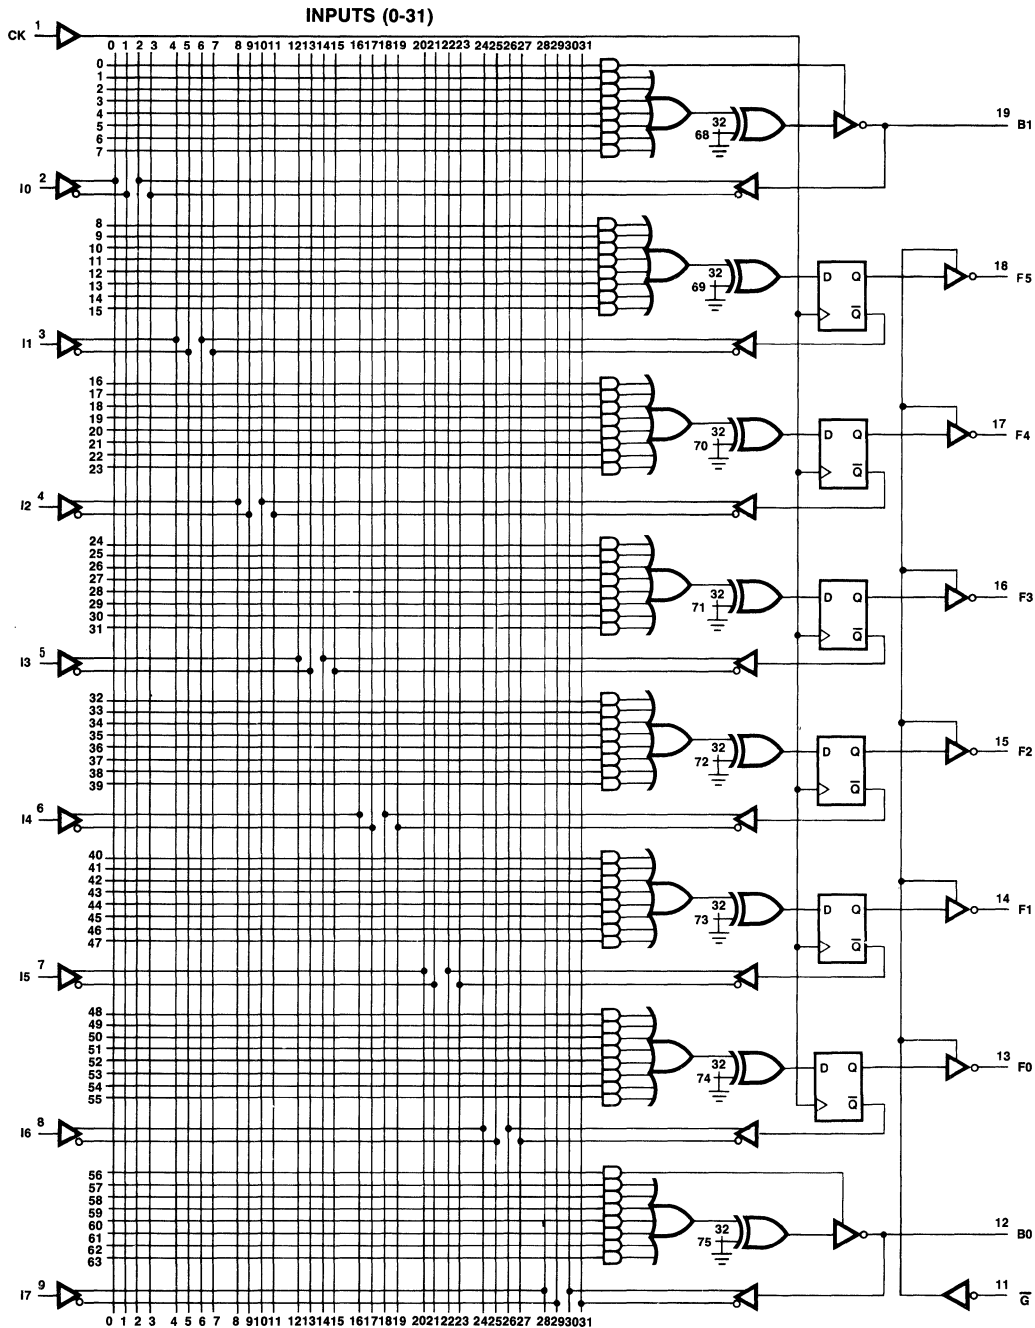 INPUTS (0-31)
CK 1
0 1 2 3 4 5 6 7 8 9 10 11 12 13 14 15 16 17 18 19 20 21 22 23 24 25 26 27 28 29 30 31
0
1
2
3
4
5
6
7
32
68
19 B1
I0 2
8
9
10
11
12
13
14
15
32
69
D Q
Q̅
18 F5
I1 3
16
17
18
19
20
21
22
23
32
70
D Q
Q̅
17 F4
I2 4
24
25
26
27
28
29
30
31
32
71
D Q
Q̅
16 F3
I3 5
32
33
34
35
36
37
38
39
32
72
D Q
Q̅
15 F2
I4 6
40
41
42
43
44
45
46
47
32
73
D Q
Q̅
14 F1
I5 7
48
49
50
51
52
53
54
55
32
74
D Q
Q̅
13 F0
I6 8
56
57
58
59
60
61
62
63
32
75
12 B0
I7 9
11 G̅
0 1 2 3 4 5 6 7 8 9 10 11 12 13 14 15 16 17 18 19 20 21 22 23 24 25 26 27 28 29 30 31